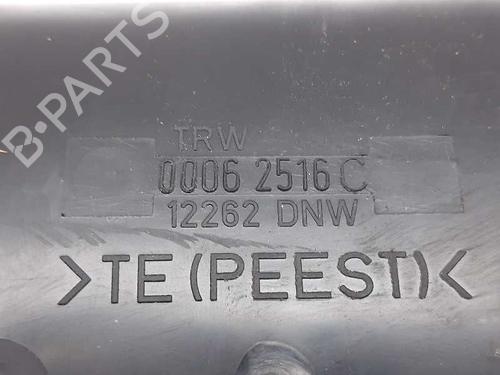 B-PARTS
TRW
0006 2516 C
12262 DNW
>TE(PEEST)<